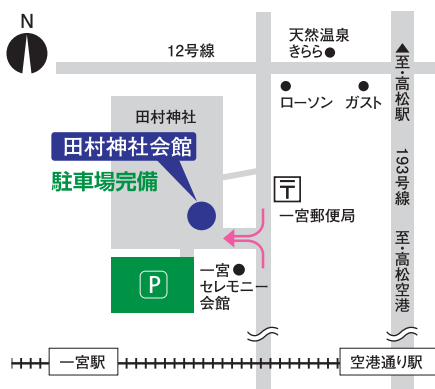 N
12号線
天然温泉
きらら
▲至・高松駅
ローソン
ガスト
田村神社
田村神社会館
駐車場完備
193号線
〒
一宮郵便局
至・高松空港
P
一宮
セレモニー
会館
一宮駅
空港通り駅